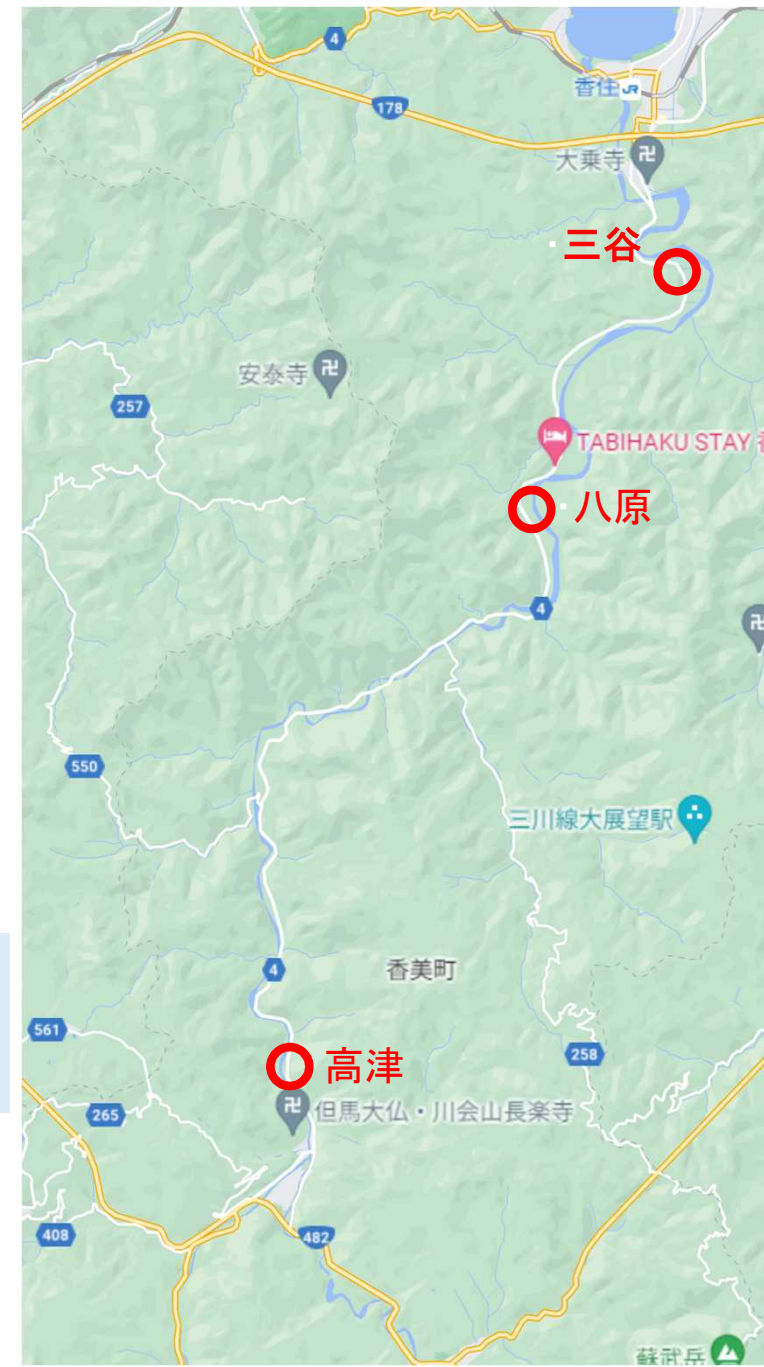 4
178
香住
JR
大乗寺
三谷
安泰寺
257
TABIHAKU STAY
八原
4
550
三川線大展望駅
4
香美町
561
258
高津
265
但馬大仏・川会山長楽寺
408
482
蘇武岳